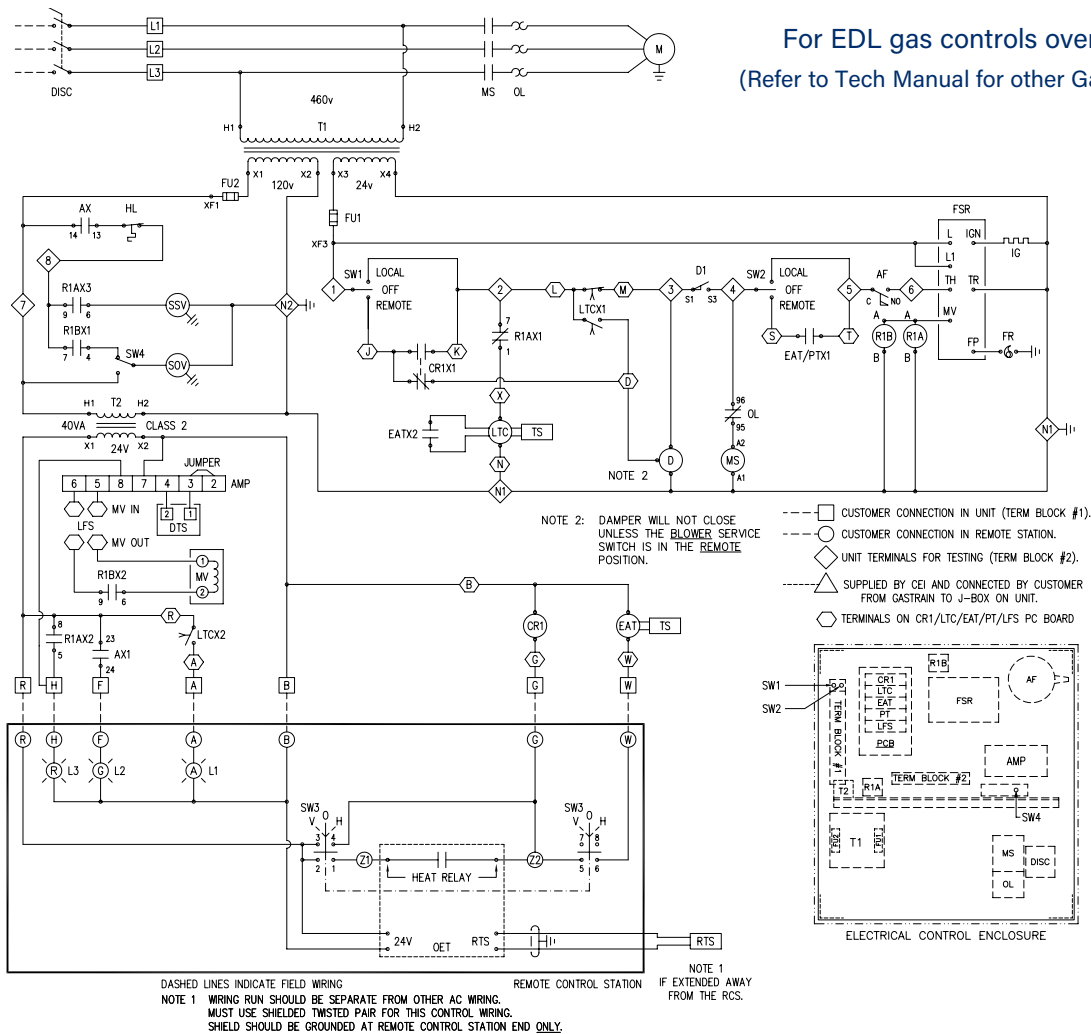 For EDL gas controls over
(Refer to Tech Manual for other Ga
L1
L2
L3
M
DISC
MS OL
460v
H1 T1 H2
X1 X2 X3 X4
FU2
XF1
120v
24v
FU1
XF3
AX HL
14 13
8
7
R1AX3
9 6
SSV
R1BX1
7 4
SW4
SOV
N2
1
SW1
LOCAL
OFF
REMOTE
J
K
CR1X1
2
7
R1AX1
1
X
LTC
TS
EATX2
N
N1
L
M
LTCX1
D
NOTE 2
D
3
D1
S1 S3
4
96
OL
95
A2
MS
A1
SW2
LOCAL
OFF
REMOTE
S
T
EAT/PTX1
5
AF
C NO
6
FSR
L IGN
IG
L1
TH TR
A A MV
R1B R1A
B B
FP FR
N1
H1 T2 H2
40VA CLASS 2
X1 24V X2
JUMPER
6 5 8 7 4 3 2 AMP
MV IN
2 1
DTS
LFS
MV OUT
1
MV
2
R1BX2
9 6
R
8
R1AX2
5
23
AX1
24
LTCX2
A
B
CR1
G
EAT
TS
W
R H F A B G W
R H F A B G W
R L3 G L2 A L1
SW3
V O H
3 4
2 1
Z1
HEAT RELAY
Z2
SW3
V O H
7 8
5 6
24V OET RTS
RTS
NOTE 1
IF EXTENDED AWAY
FROM THE RCS.
DASHED LINES INDICATE FIELD WIRING
REMOTE CONTROL STATION
NOTE 1 WIRING RUN SHOULD BE SEPARATE FROM OTHER AC WIRING.
MUST USE SHIELDED TWISTED PAIR FOR THIS CONTROL WIRING.
SHIELD SHOULD BE GROUNDED AT REMOTE CONTROL STATION END ONLY.
NOTE 2: DAMPER WILL NOT CLOSE
UNLESS THE BLOWER SERVICE
SWITCH IS IN THE REMOTE
POSITION.
CUSTOMER CONNECTION IN UNIT (TERM BLOCK #1).
CUSTOMER CONNECTION IN REMOTE STATION.
UNIT TERMINALS FOR TESTING (TERM BLOCK #2).
SUPPLIED BY CEI AND CONNECTED BY CUSTOMER
FROM GASTRAIN TO J-BOX ON UNIT.
TERMINALS ON CR1/LTC/EAT/PT/LFS PC BOARD
SW1
SW2
TERM BLOCK #1
CR1
LTC
EAT
PT
LFS
PCB
R1B
FSR
AF
AMP
T2
R1A
TERM BLOCK #2
SW4
FU2
T1
FU1
MS
OL
DISC
ELECTRICAL CONTROL ENCLOSURE